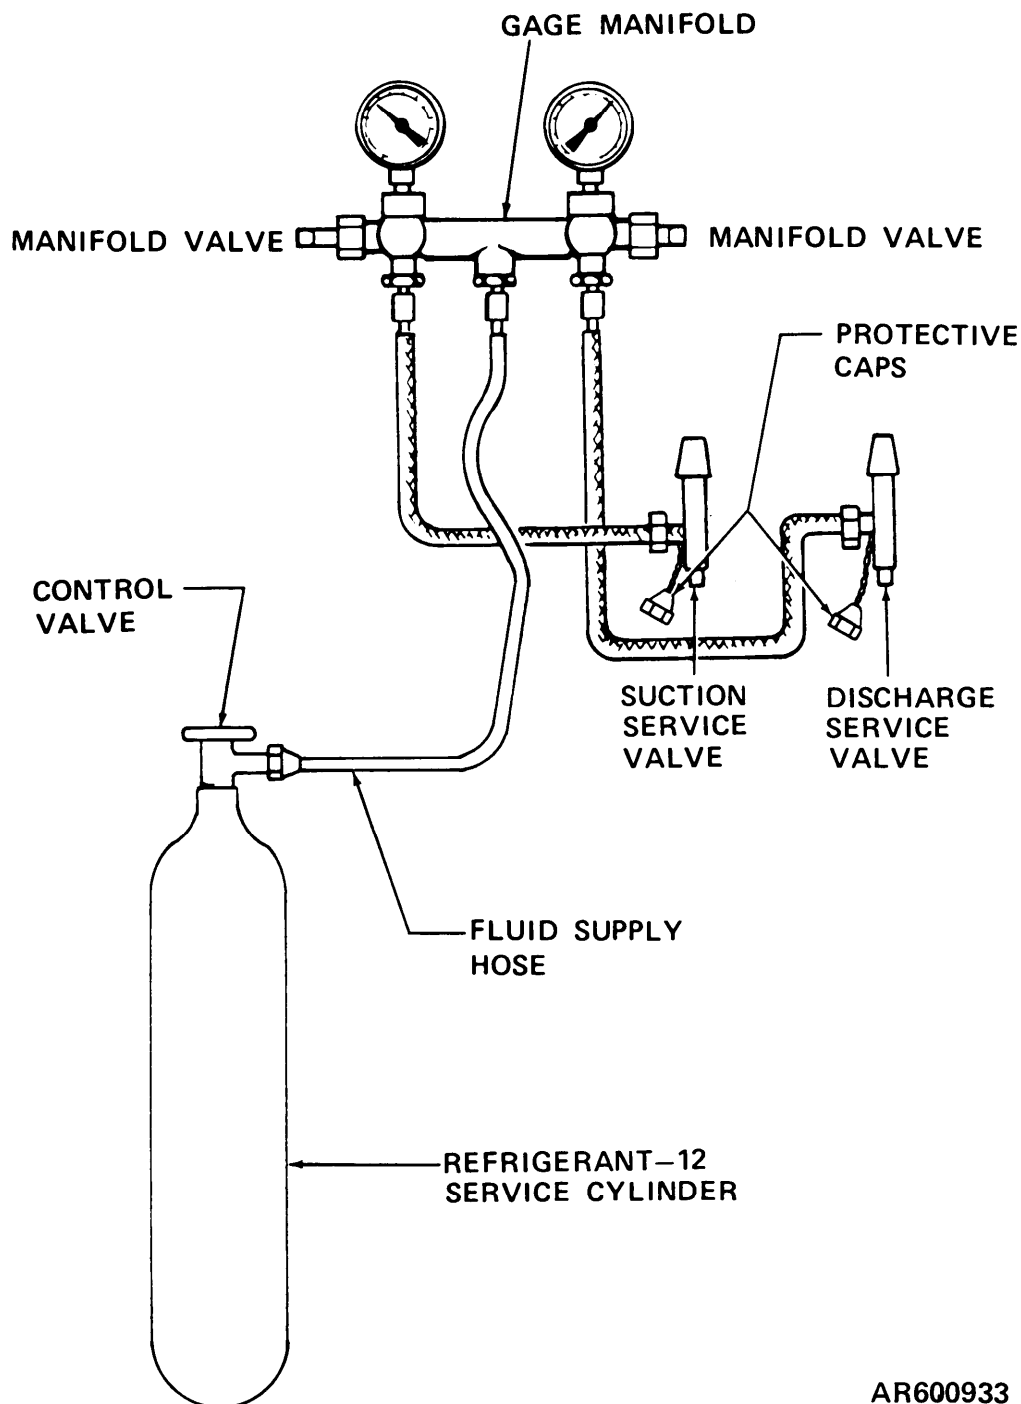 GAGE MANIFOLD
MANIFOLD VALVE
MANIFOLD VALVE
PROTECTIVE
CAPS
CONTROL
VALVE
SUCTION
SERVICE
VALVE
DISCHARGE
SERVICE
VALVE
FLUID SUPPLY
HOSE
REFRIGERANT–12
SERVICE CYLINDER
AR600933